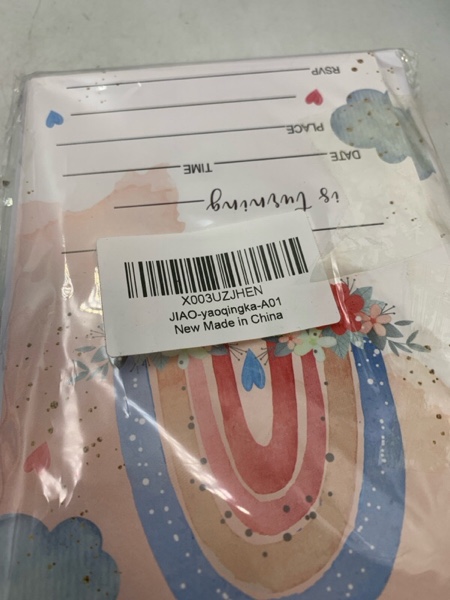 RSVP
PLACE
DATE TIME
is turning
X003UZJHEN
JIAO-yaoqingka-A01
New Made in China